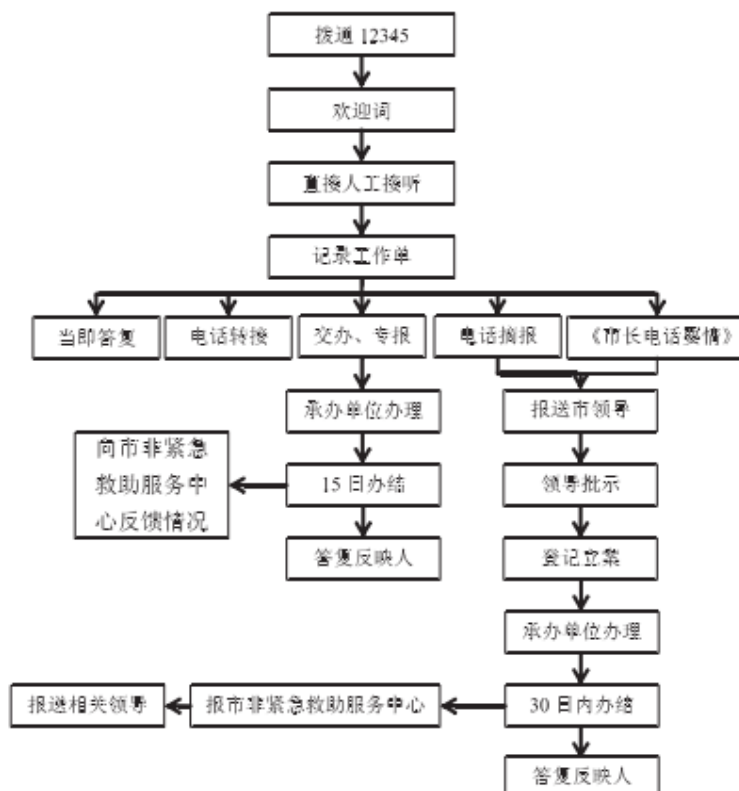 拨通 12345
欢迎词
直接人工接听
记录工作单
当即答复
电话转接
交办、专报
电话摘报
《市长电话要情》
承办单位办理
报送市领导
向市非紧急
救助服务中
心反馈情况
15 日办结
领导批示
答复反映人
登记立案
承办单位办理
报送相关领导
报市非紧急救助服务中心
30 日内办结
答复反映人